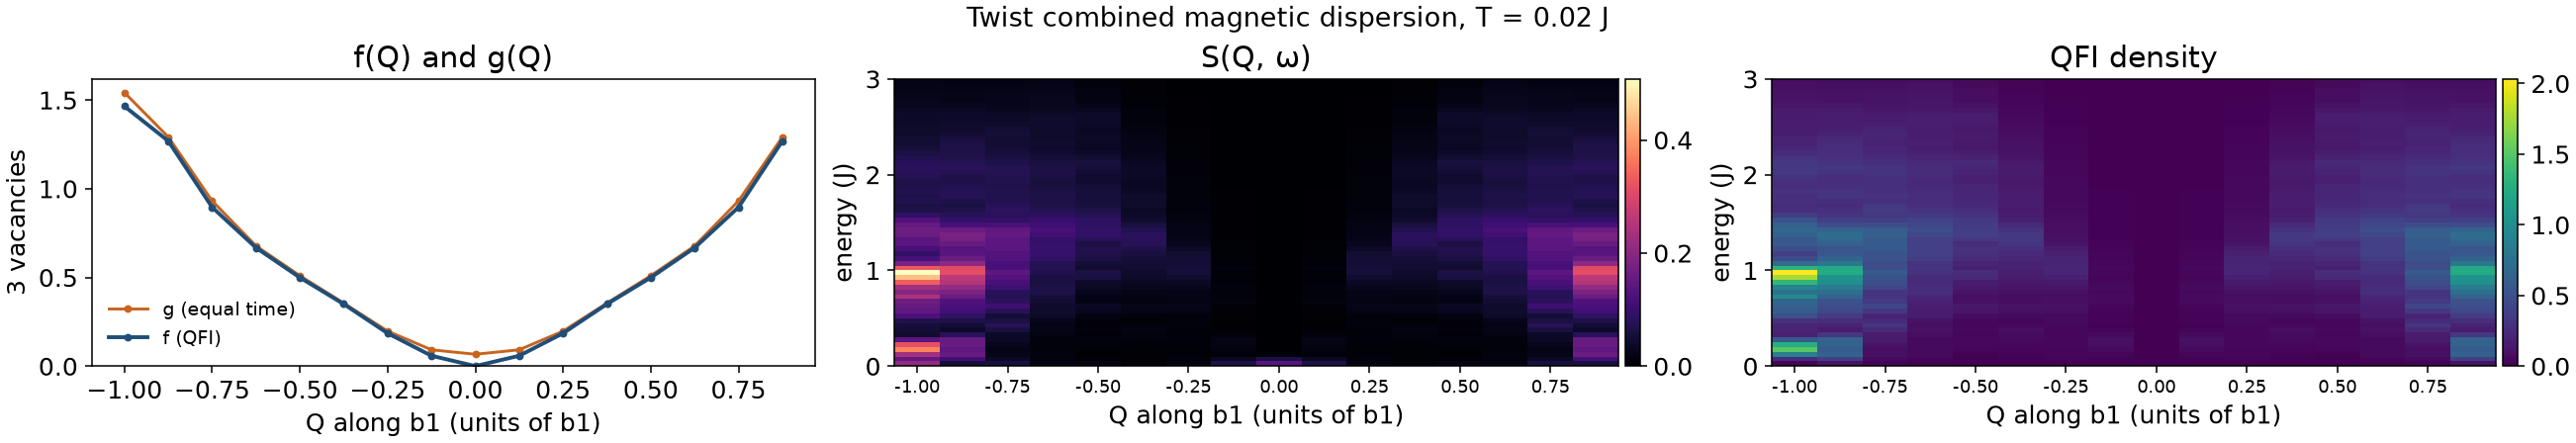 Twist combined magnetic dispersion, T = 0.02 J
f(Q) and g(Q)
3 vacancies
1.5
1.0
0.5
0.0
g (equal time)
f (QFI)
−1.00 −0.75 −0.50 −0.25 0.00 0.25 0.50 0.75
Q along b1 (units of b1)
S(Q, ω)
energy (J)
3
2
1
0
-1.00 -0.75 -0.50 -0.25 0.00 0.25 0.50 0.75
Q along b1 (units of b1)
0.4
0.2
0.0
QFI density
energy (J)
3
2
1
0
-1.00 -0.75 -0.50 -0.25 0.00 0.25 0.50 0.75
Q along b1 (units of b1)
2.0
1.5
1.0
0.5
0.0